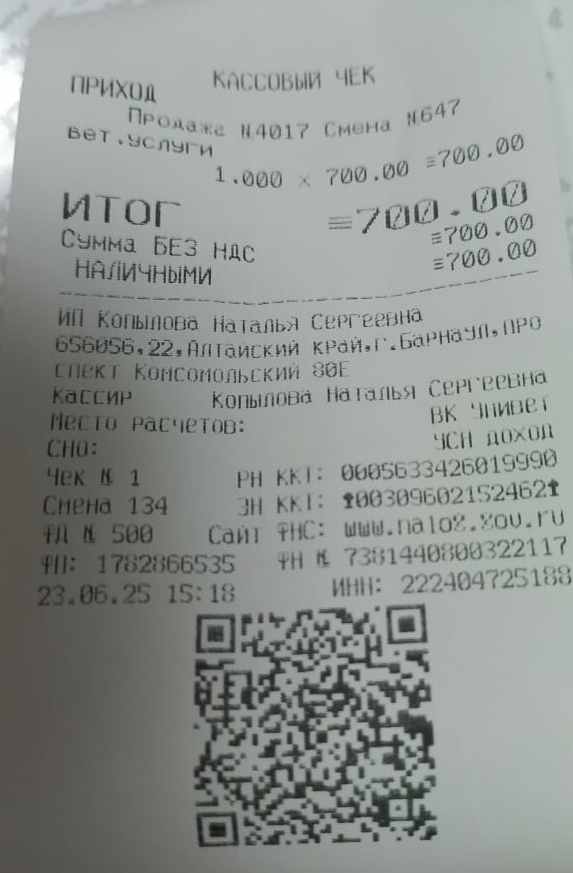 КАССОВЫЙ ЧЕК
ПРИХОД
Продажа №4017 Смена №647
вет.услуги
1.000 × 700.00 ≡700.00
ИТОГ ≡700.00
Сумма БЕЗ НДС ≡700.00
НАЛИЧНЫМИ ≡700.00
ИП Копылова Наталья Сергеевна
656056,22,Алтайский край,г.Барнаул,про
спект Комсомольский 80Е
Кассир Копылова Наталья Сергеевна
Место расчетов: ВК Унивет
СНО: УСН доход
Чек № 1 РН ККТ: 0005633426019990
Смена 134 ЗН ККТ: 00309602152462
ФД № 500 Сайт ФНС: www.nalog.gov.ru
ФП: 1782866535 ФН № 7381440800322117
23.06.25 15:18 ИНН: 222404725188